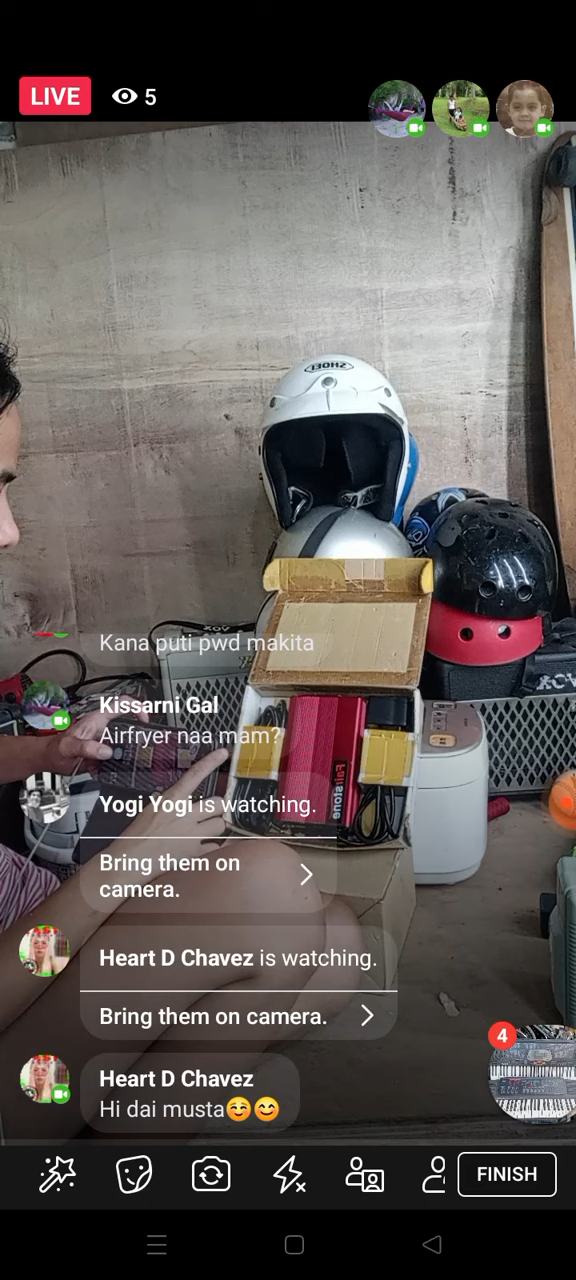 LIVE
5
SHOEI
Kana puti pwd makita
Kissarni Gal
Airfryer naa mam?
Fairstone
Yogi Yogi is watching.
Bring them on
camera.
Heart D Chavez is watching.
Bring them on camera.
4
Heart D Chavez
Hi dai musta☺️😊
FINISH